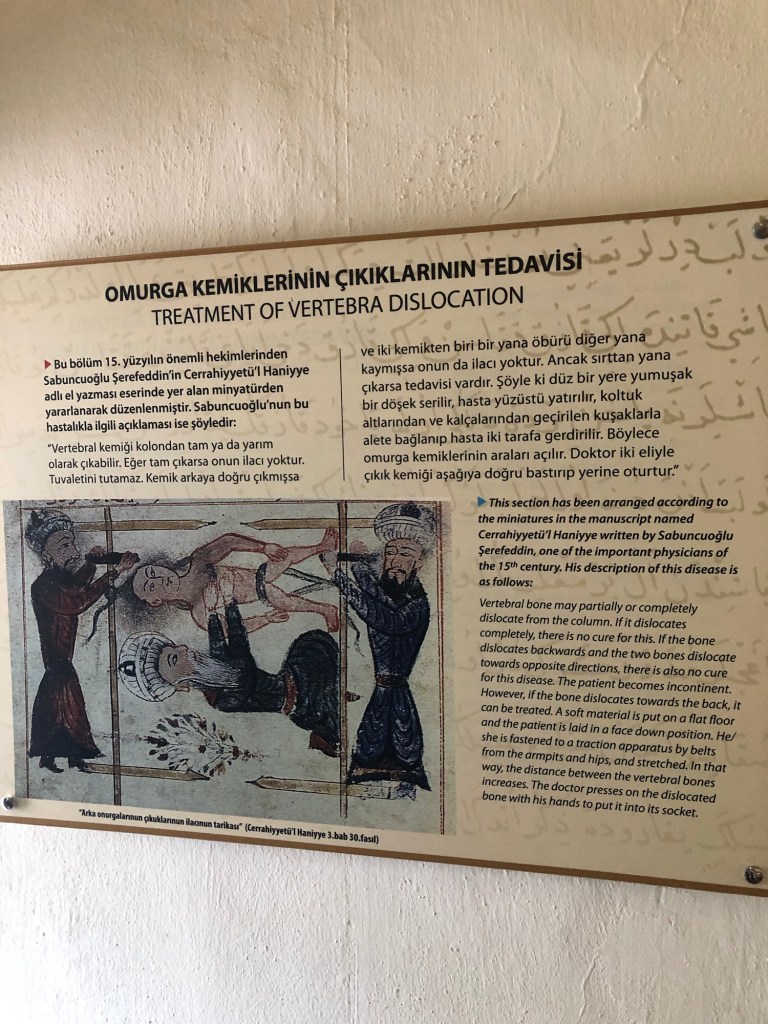 OMURGA KEMİKLERİNİN ÇIKIKLARININ TEDAVİSİ
TREATMENT OF VERTEBRA DISLOCATION
Bu bölüm 15. yüzyılın önemli hekimlerinden
Sabuncuoğlu Şerefeddin'in Cerrahiyyetü'l Haniyye
adlı el yazması eserinde yer alan minyatürden
yararlanarak düzenlenmiştir. Sabuncuoğlu'nun bu
hastalıkla ilgili açıklaması ise şöyledir:
"Vertebral kemiği kolondan tam ya da yarım
olarak çıkabilir. Eğer tam çıkarsa onun ilacı yoktur.
Tuvaletini tutamaz. Kemik arkaya doğru çıkmışsa
ve iki kemikten biri bir yana öbürü diğer yana
kaymışsa onun da ilacı yoktur. Ancak sırttan yana
çıkarsa tedavisi vardır. Şöyle ki düz bir yere yumuşak
bir döşek serilir, hasta yüzüstü yatırılır, koltuk
altlarından ve kalçalarından geçirilen kuşaklarla
alete bağlanıp hasta iki tarafa gerdirilir. Böylece
omurga kemiklerinin araları açılır. Doktor iki eliyle
çıkık kemiği aşağıya doğru bastırıp yerine oturtur."
This section has been arranged according to
the miniatures in the manuscript named
Cerrahiyyetü'l Haniyye written by Sabuncuoğlu
Şerefeddin, one of the important physicians of
the 15th century. His description of this disease is
as follows:
Vertebral bone may partially or completely
dislocate from the column. If it dislocates
completely, there is no cure for this. If the bone
dislocates backwards and the two bones dislocate
towards opposite directions, there is also no cure
for this disease. The patient becomes incontinent.
However, if the bone dislocates towards the back, it
can be treated. A soft material is put on a flat floor
and the patient is laid in a face down position. He/
she is fastened to a traction apparatus by belts
from the armpits and hips, and stretched. In that
way, the distance between the vertebral bones
increases. The doctor presses on the dislocated
bone with his hands to put it into its socket.
"Arka onurgalarının çıkuklarınun ilacınun tarikası" (Cerrahiyyetü'l Haniyye 3.bab 30.fasıl)